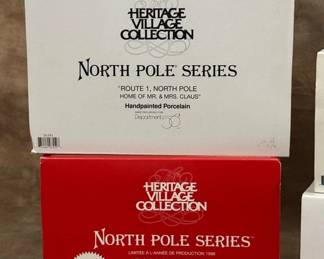 HERITAGE
VILLAGE
COLLECTION
NORTH POLE SERIES
"ROUTE 1, NORTH POLE
HOME OF MR. & MRS. CLAUS"
Handpainted Porcelain
Department 56
HERITAGE
VILLAGE
COLLECTION
NORTH POLE SERIES™
LIMITÉE À L'ANNÉE DE PRODUCTION 1996